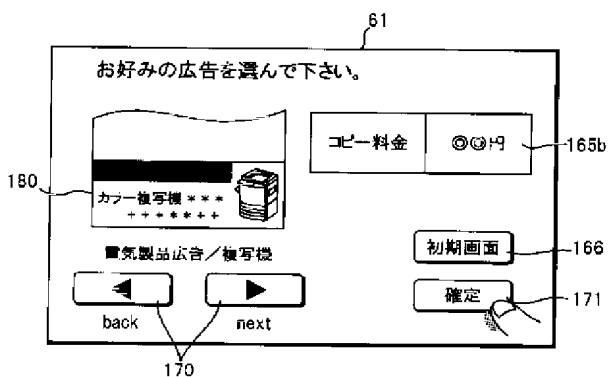 61
お好みの広告を選んで下さい。
コピー料金 ◎◎円 165b
180
カラー複写機 * * *
+ + + + + + +
電気製品広告／複写機
初期画面 166
◀ ▶
確定 171
back next
170